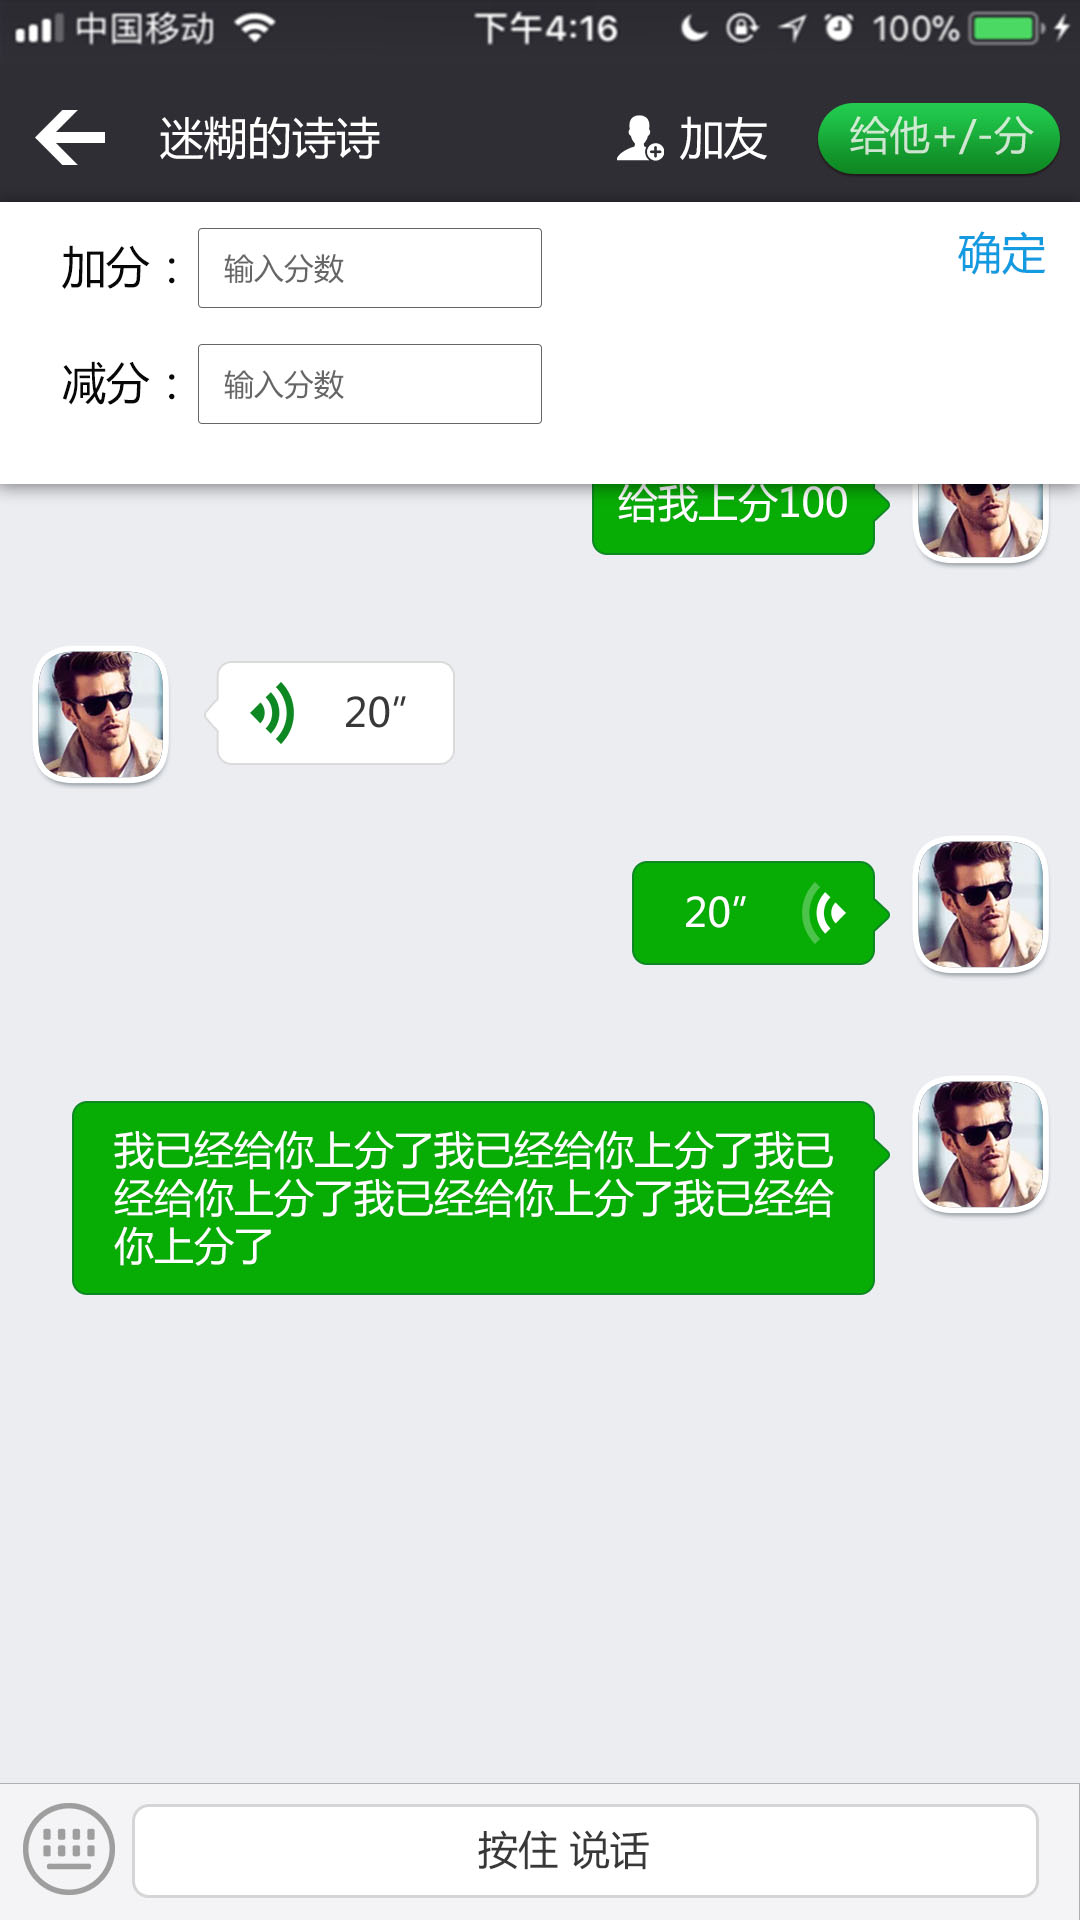 中国移动 下午4:16 100%
迷糊的诗诗 加友 给他+/-分
加分： 输入分数 确定
减分： 输入分数
给我上分100
20″
20″
我已经给你上分了我已经给你上分了我已
经给你上分了我已经给你上分了我已经给
你上分了
按住 说话